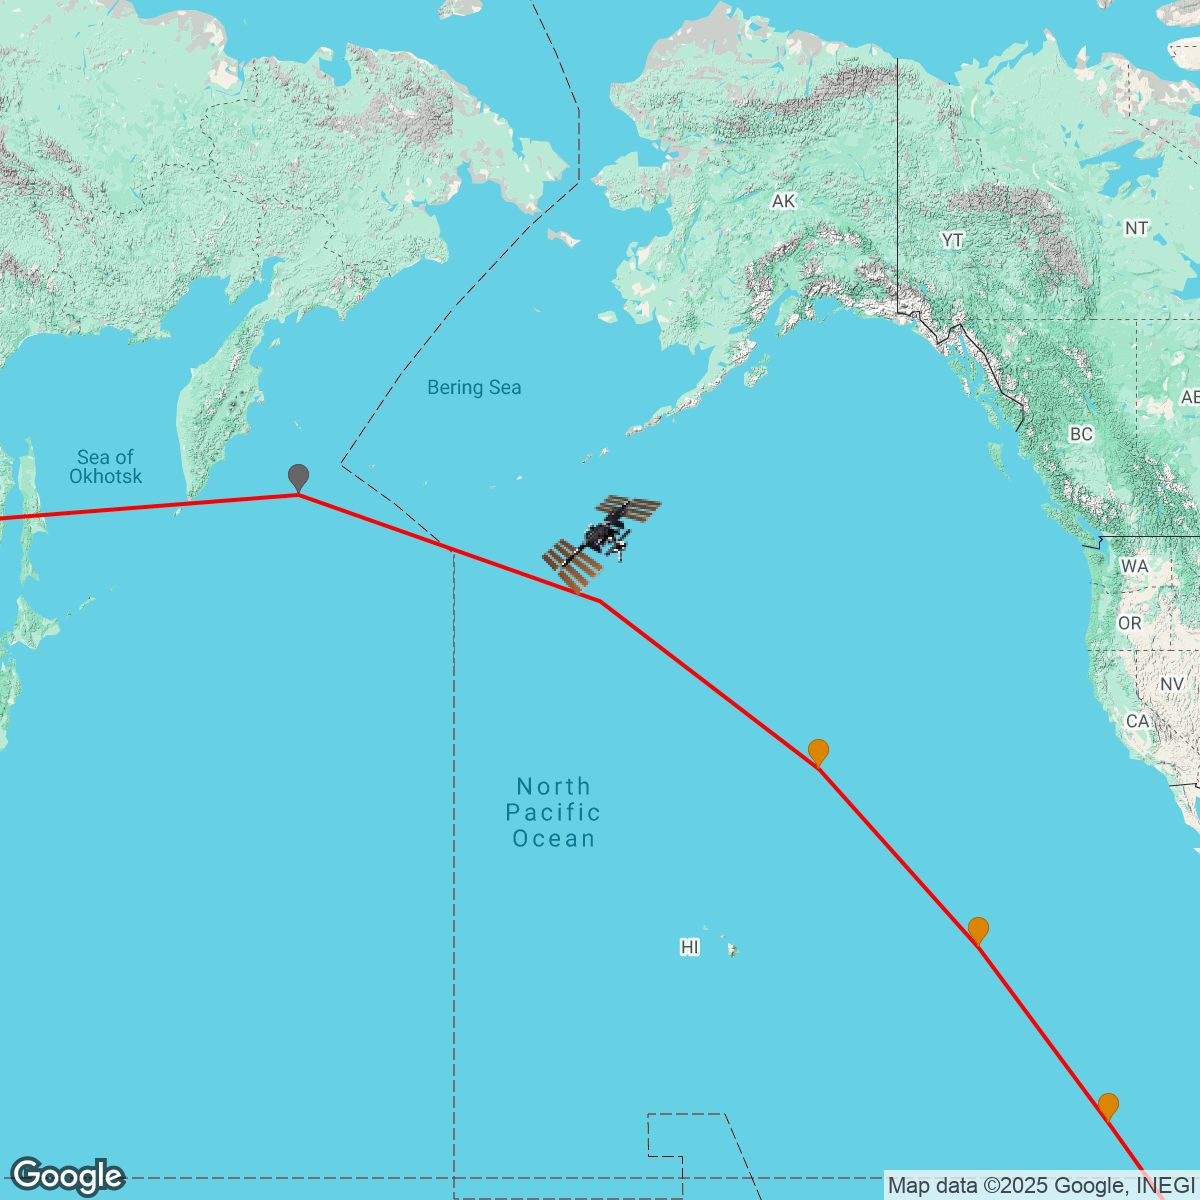 AK
NT
YT
Bering Sea
AB
BC
Sea of
Okhotsk
WA
OR
NV
CA
North
Pacific
Ocean
HI
Google
Map data ©2025 Google, INEGI